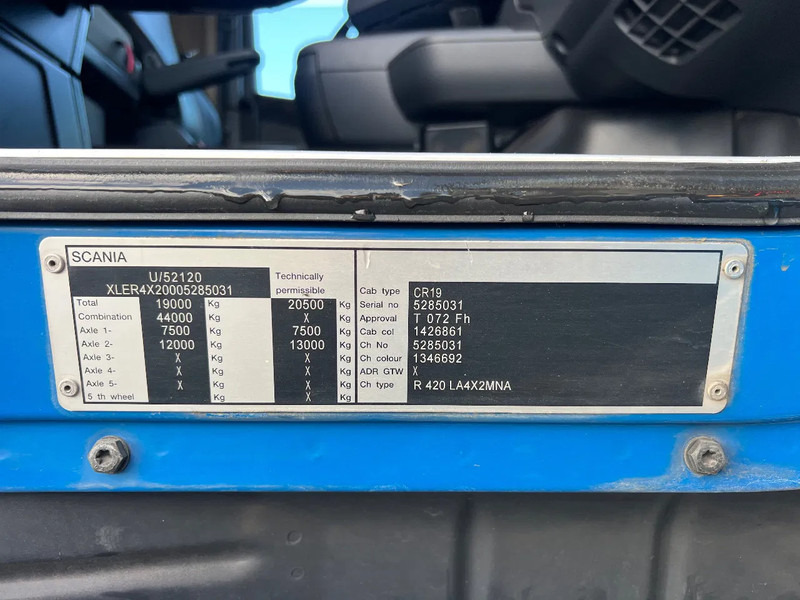 SCANIA
U/52120
XLER4X20005285031
Technically permissible
Total 19000 Kg 20500 Kg
Combination 44000 Kg X Kg
Axle 1- 7500 Kg 7500 Kg
Axle 2- 12000 Kg 13000 Kg
Axle 3- X Kg X Kg
Axle 4- X Kg X Kg
Axle 5- X Kg X Kg
5 th wheel Kg X Kg
Cab type CR19
Serial no 5285031
Approval T 072 Fh
Cab col 1426861
Ch No 5285031
Ch colour 1346692
ADR GTW X
Ch type R 420 LA4X2MNA